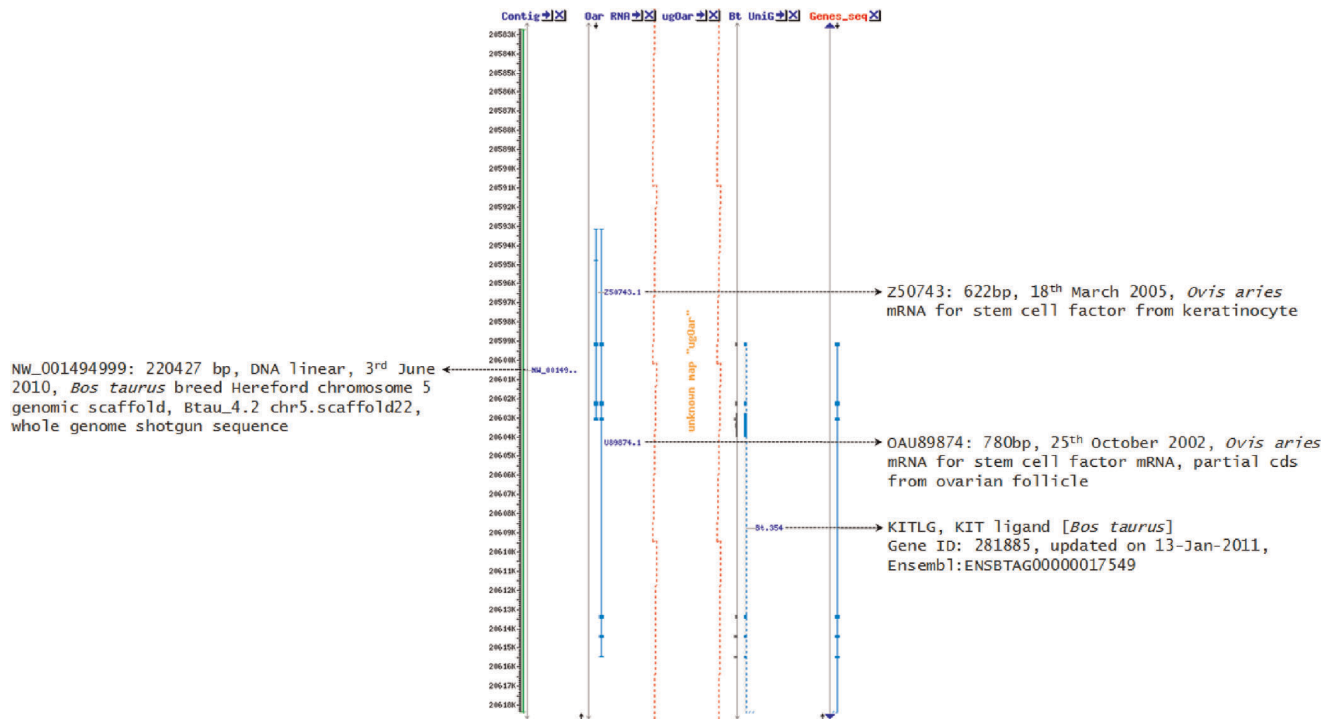 Contig Oar RNA ugOar Bt UniG Genes_seq
20583K
20584K
20585K
20586K
20587K
20588K
20589K
20590K
20591K
20592K
20593K
20594K
20595K
20596K
20597K
20598K
20599K
20600K
20601K
20602K
20603K
20604K
20605K
20606K
20607K
20608K
20609K
20610K
20611K
20612K
20613K
20614K
20615K
20616K
20617K
20618K
NW_001494999: 220427 bp, DNA linear, 3rd June
2010, Bos taurus breed Hereford chromosome 5
genomic scaffold, Btau_4.2 chr5.scaffold22,
whole genome shotgun sequence
NW_00149..
Z50743.1
U89874.1
unknown map "ugOar"
Bt.354
Z50743: 622bp, 18th March 2005, Ovis aries
mRNA for stem cell factor from keratinocyte
OAU89874: 780bp, 25th October 2002, Ovis aries
mRNA for stem cell factor mRNA, partial cds
from ovarian follicle
KITLG, KIT ligand [Bos taurus]
Gene ID: 281885, updated on 13-Jan-2011,
Ensembl:ENSBTAG00000017549